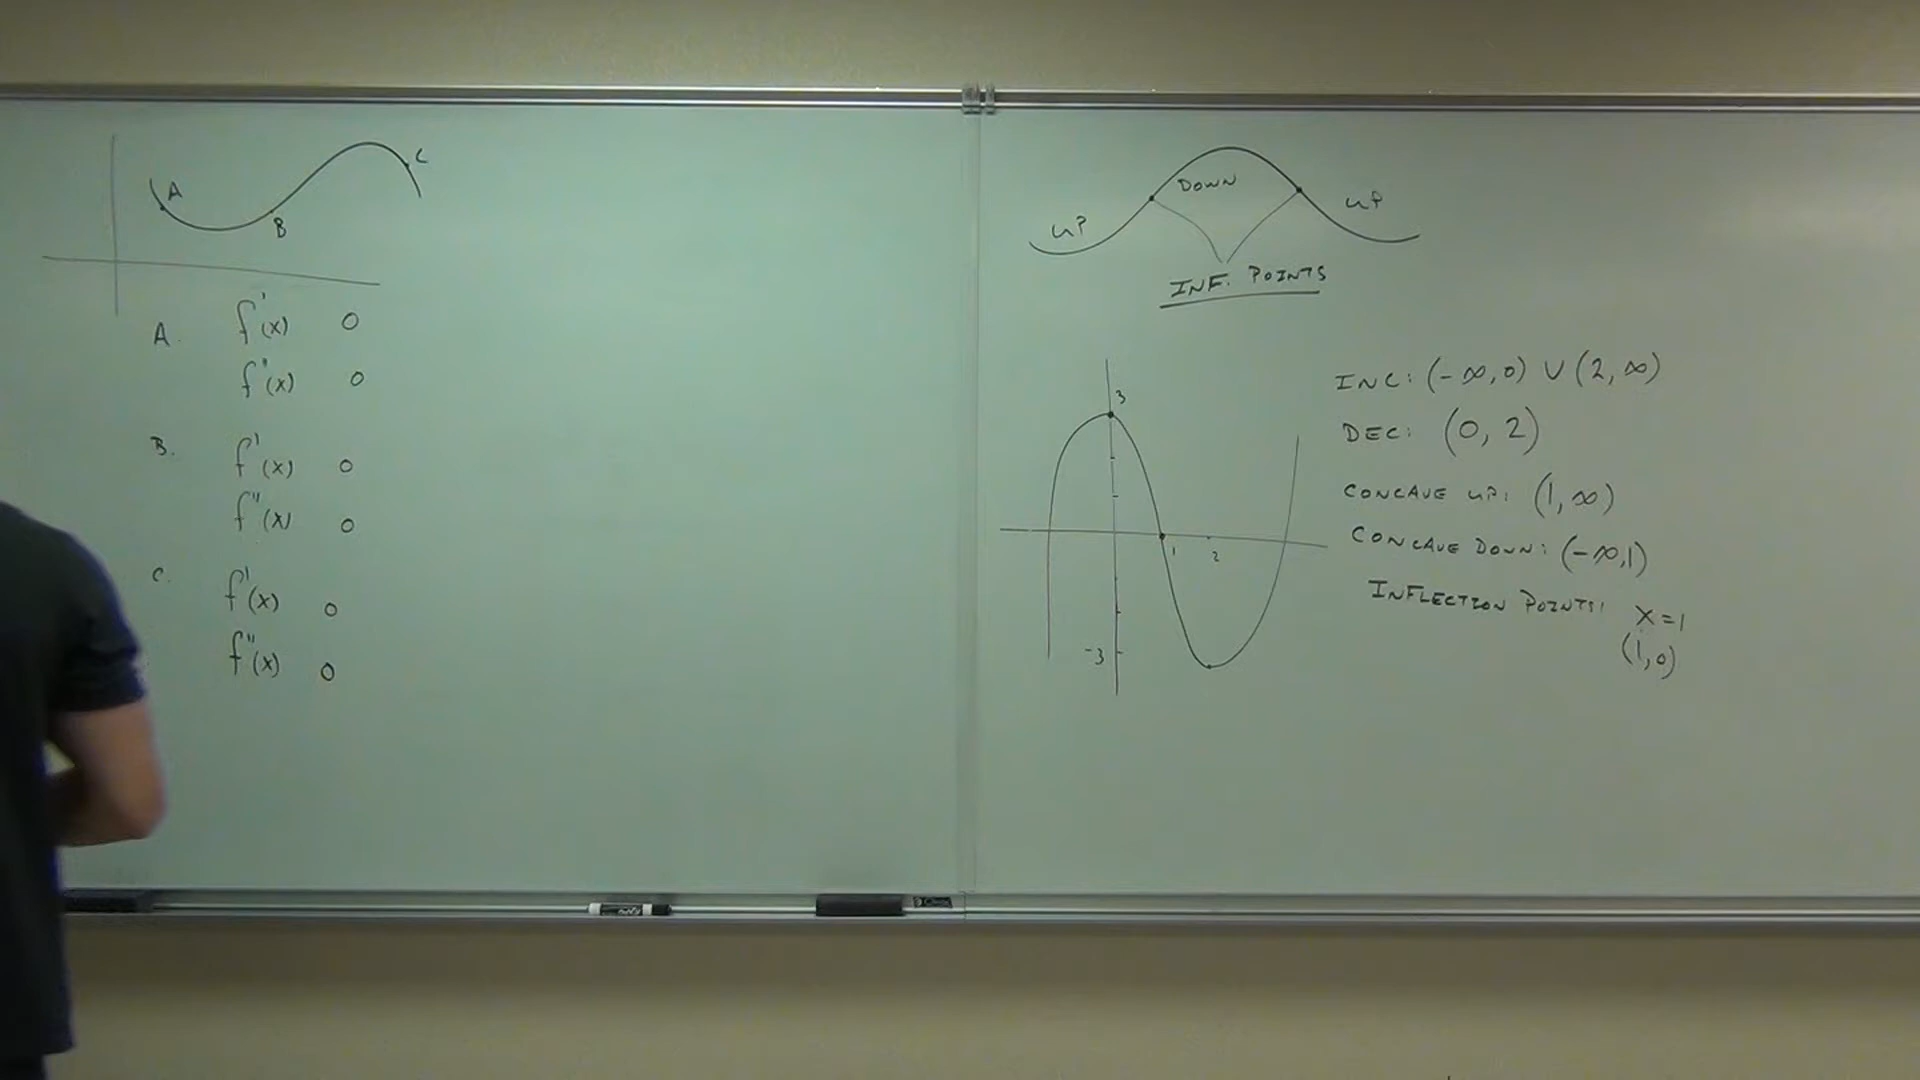 A
B
C
A. f'(x) 0
f''(x) 0
B. f'(x) 0
f''(x) 0
C. f'(x) 0
f''(x) 0
UP
DOWN
UP
INF. POINTS
3
1
2
-3
INC: (-∞,0) ∪ (2,∞)
DEC: (0, 2)
CONCAVE UP: (1,∞)
CONCAVE DOWN: (-∞,1)
INFLECTION POINTS: X=1
(1,0)